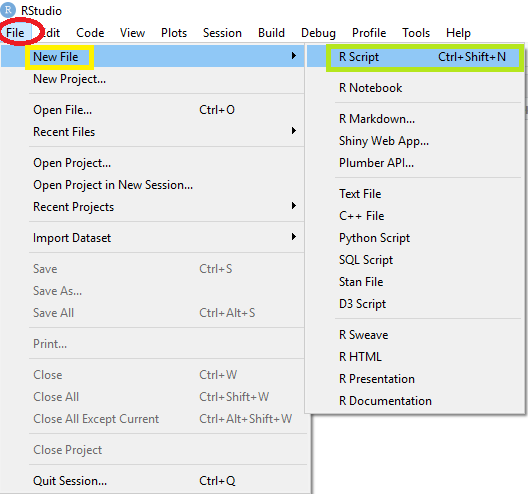 R RStudio
File Edit Code View Plots Session Build Debug Profile Tools Help
New File
New Project...
Open File... Ctrl+O
Recent Files
Open Project...
Open Project in New Session...
Recent Projects
Import Dataset
Save Ctrl+S
Save As...
Save All Ctrl+Alt+S
Print...
Close Ctrl+W
Close All Ctrl+Shift+W
Close All Except Current Ctrl+Alt+Shift+W
Close Project
Quit Session... Ctrl+Q
R Script Ctrl+Shift+N
R Notebook
R Markdown...
Shiny Web App...
Plumber API...
Text File
C++ File
Python Script
SQL Script
Stan File
D3 Script
R Sweave
R HTML
R Presentation
R Documentation